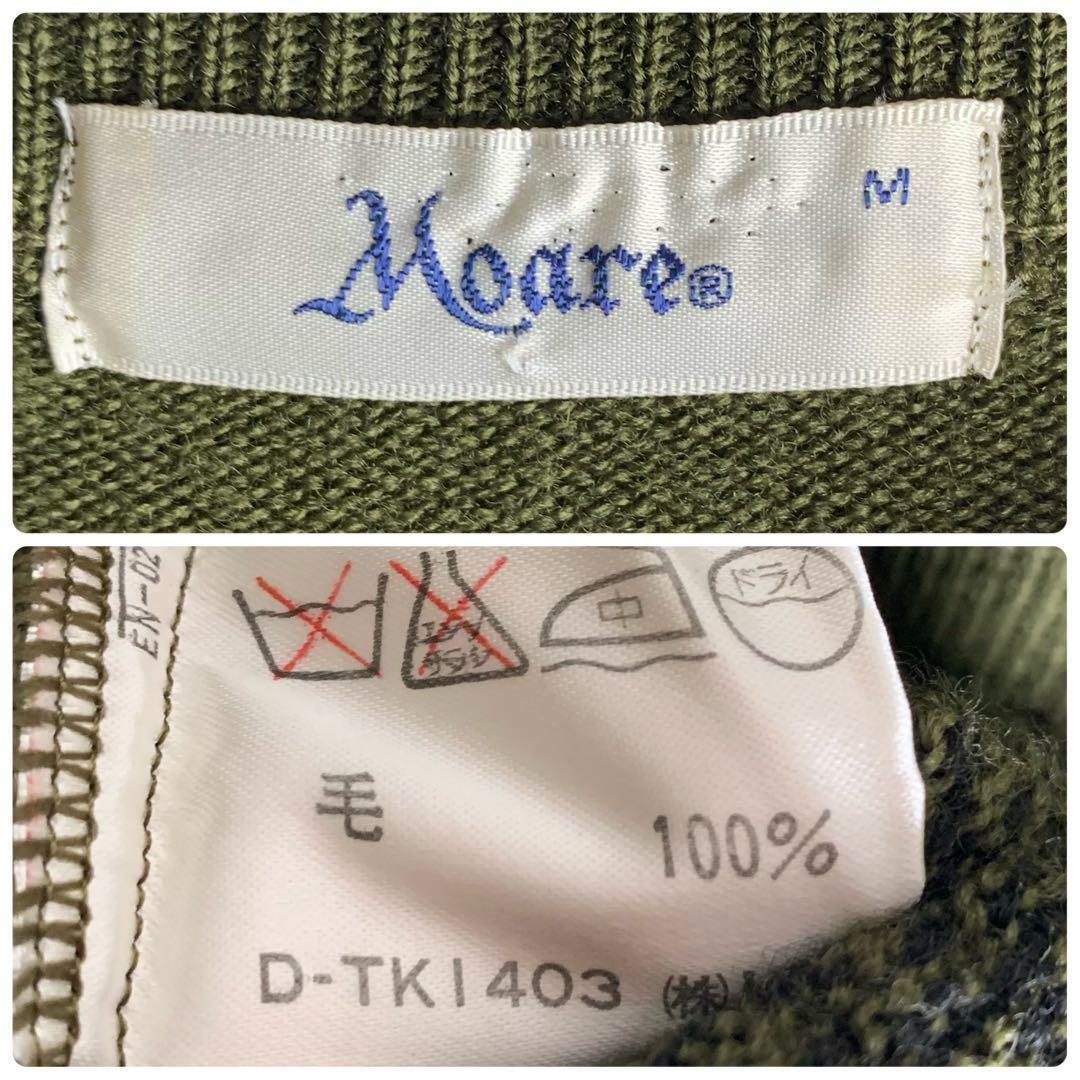 M
Moare®
EN-02
エンソ
サラシ
中
ドライ
毛 100%
D-TK1403 (株)